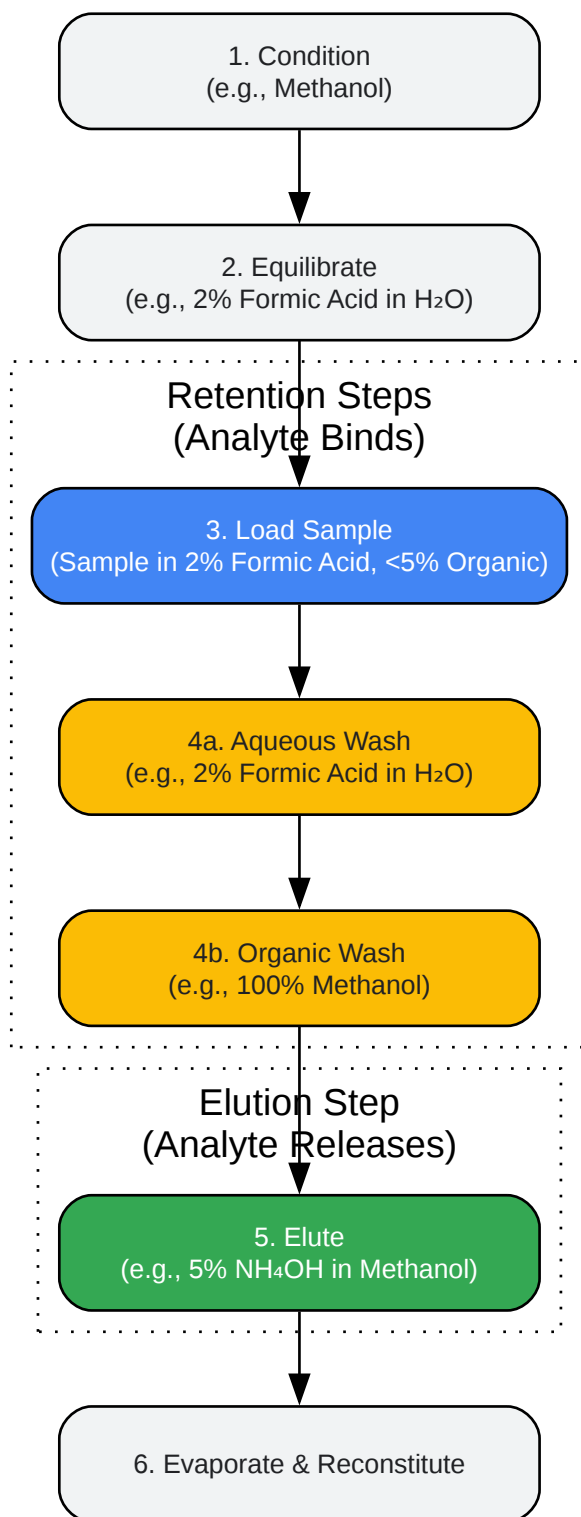 1. Condition
(e.g., Methanol)
2. Equilibrate
(e.g., 2% Formic Acid in H₂O)
Retention Steps
(Analyte Binds)
3. Load Sample
(Sample in 2% Formic Acid, <5% Organic)
4a. Aqueous Wash
(e.g., 2% Formic Acid in H₂O)
4b. Organic Wash
(e.g., 100% Methanol)
Elution Step
(Analyte Releases)
5. Elute
(e.g., 5% NH₄OH in Methanol)
6. Evaporate & Reconstitute